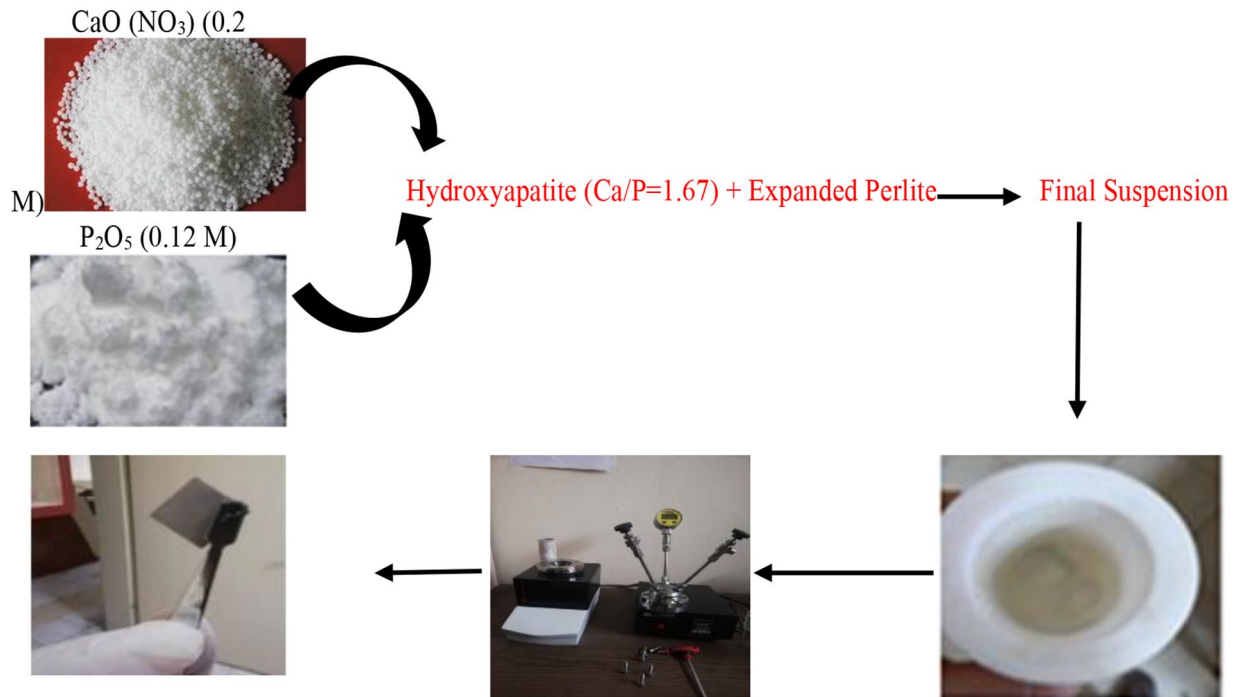 CaO (NO₃) (0.2
M)
P₂O₅ (0.12 M)
Hydroxyapatite (Ca/P=1.67) + Expanded Perlite
Final Suspension